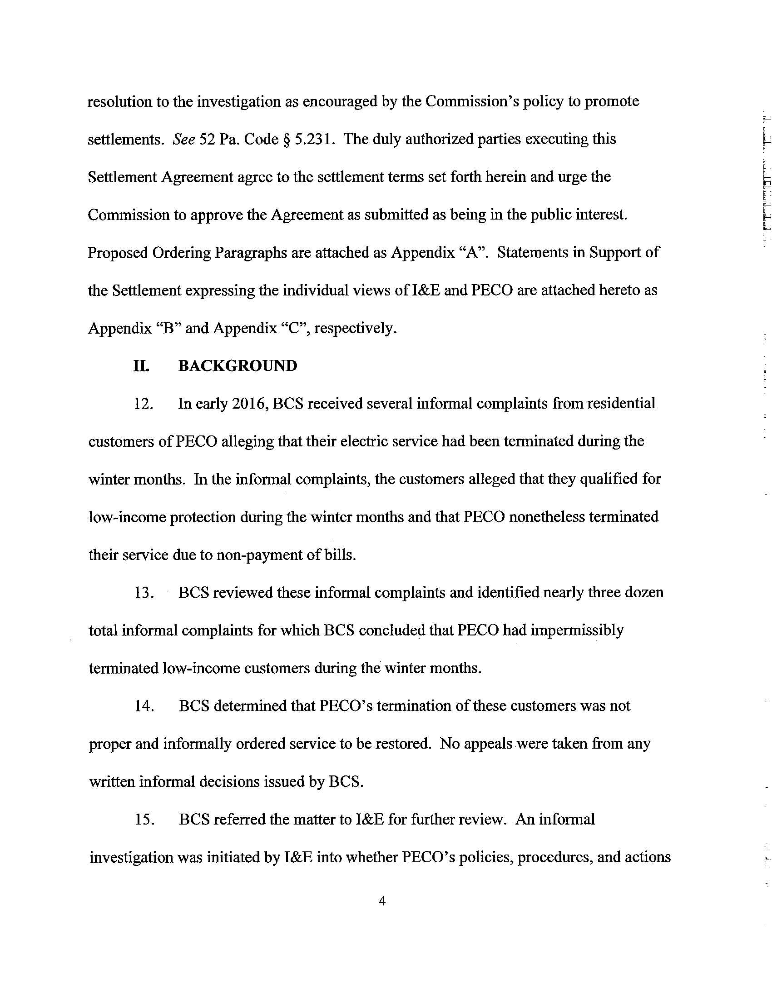 resolution to the investigation as encouraged by the Commission's policy to promote
settlements. See 52 Pa. Code § 5.231. The duly authorized parties executing this
Settlement Agreement agree to the settlement terms set forth herein and urge the
Commission to approve the Agreement as submitted as being in the public interest.
Proposed Ordering Paragraphs are attached as Appendix “A”. Statements in Support of
the Settlement expressing the individual views of I&E and PECO are attached hereto as
Appendix “B” and Appendix “C”, respectively.
II. BACKGROUND
12. In early 2016, BCS received several informal complaints from residential
customers of PECO alleging that their electric service had been terminated during the
winter months. In the informal complaints, the customers alleged that they qualified for
low-income protection during the winter months and that PECO nonetheless terminated
their service due to non-payment of bills.
13. BCS reviewed these informal complaints and identified nearly three dozen
total informal complaints for which BCS concluded that PECO had impermissibly
terminated low-income customers during the winter months.
14. BCS determined that PECO's termination of these customers was not
proper and informally ordered service to be restored. No appeals were taken from any
written informal decisions issued by BCS.
15. BCS referred the matter to I&E for further review. An informal
investigation was initiated by I&E into whether PECO's policies, procedures, and actions
4